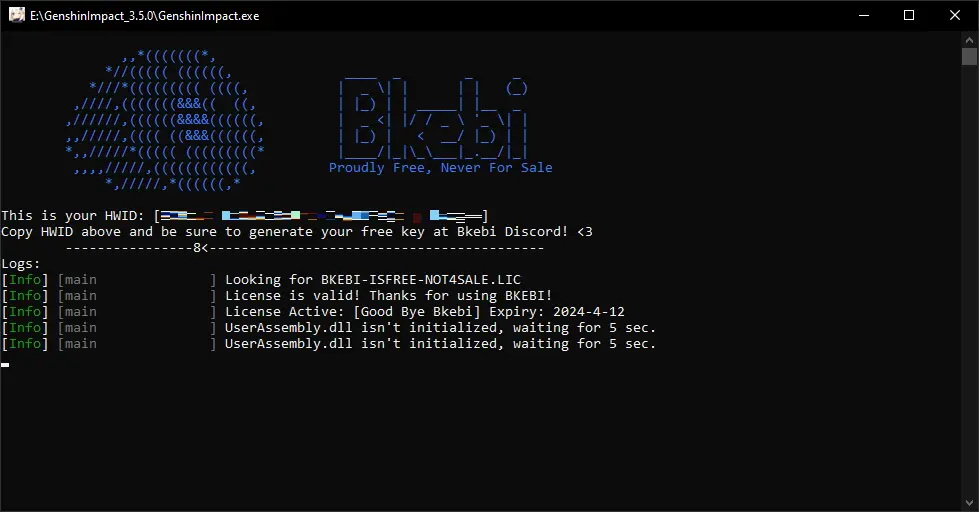 E:\GenshinImpact_3.5.0\GenshinImpact.exe
Bkebi
Proudly Free, Never For Sale
This is your HWID: [ ]
Copy HWID above and be sure to generate your free key at Bkebi Discord! <3
----------------8<------------------------------------------
Logs:
[Info] [main ] Looking for BKEBI-ISFREE-NOT4SALE.LIC
[Info] [main ] License is valid! Thanks for using BKEBI!
[Info] [main ] License Active: [Good Bye Bkebi] Expiry: 2024-4-12
[Info] [main ] UserAssembly.dll isn't initialized, waiting for 5 sec.
[Info] [main ] UserAssembly.dll isn't initialized, waiting for 5 sec.